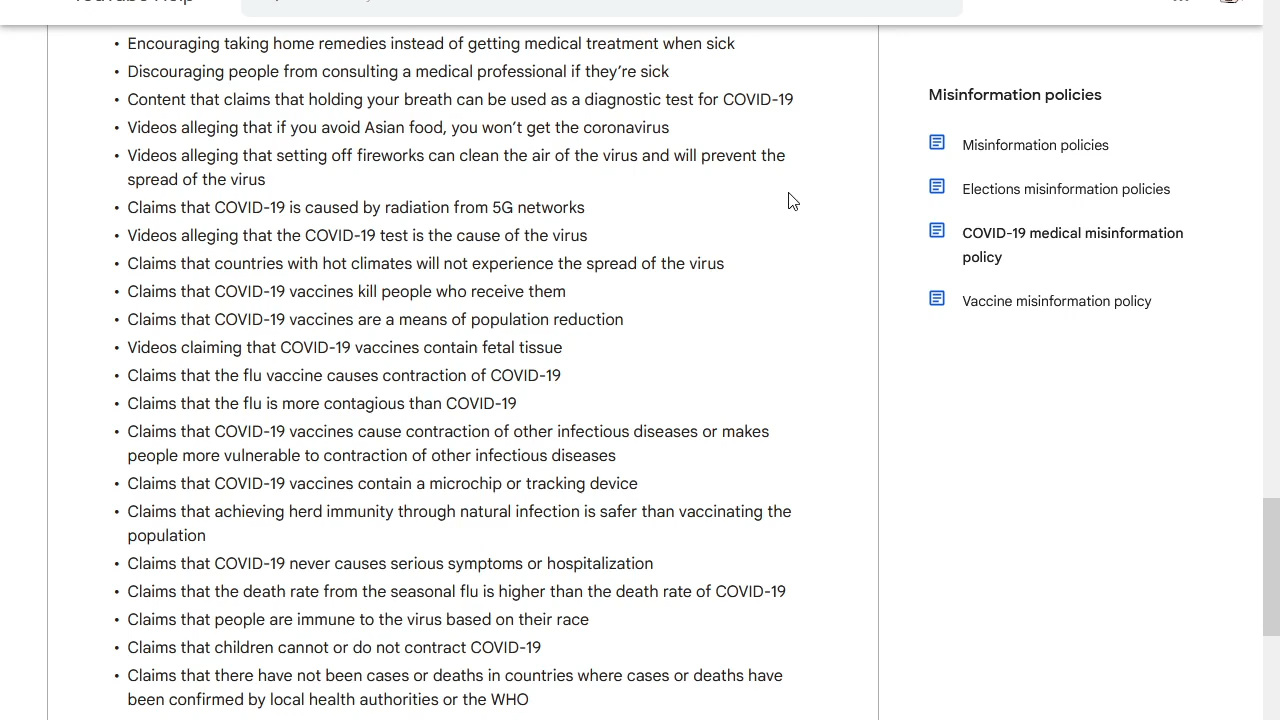 • Encouraging taking home remedies instead of getting medical treatment when sick
• Discouraging people from consulting a medical professional if they’re sick
• Content that claims that holding your breath can be used as a diagnostic test for COVID-19
• Videos alleging that if you avoid Asian food, you won’t get the coronavirus
• Videos alleging that setting off fireworks can clean the air of the virus and will prevent the
spread of the virus
• Claims that COVID-19 is caused by radiation from 5G networks
• Videos alleging that the COVID-19 test is the cause of the virus
• Claims that countries with hot climates will not experience the spread of the virus
• Claims that COVID-19 vaccines kill people who receive them
• Claims that COVID-19 vaccines are a means of population reduction
• Videos claiming that COVID-19 vaccines contain fetal tissue
• Claims that the flu vaccine causes contraction of COVID-19
• Claims that the flu is more contagious than COVID-19
• Claims that COVID-19 vaccines cause contraction of other infectious diseases or makes
people more vulnerable to contraction of other infectious diseases
• Claims that COVID-19 vaccines contain a microchip or tracking device
• Claims that achieving herd immunity through natural infection is safer than vaccinating the
population
• Claims that COVID-19 never causes serious symptoms or hospitalization
• Claims that the death rate from the seasonal flu is higher than the death rate of COVID-19
• Claims that people are immune to the virus based on their race
• Claims that children cannot or do not contract COVID-19
• Claims that there have not been cases or deaths in countries where cases or deaths have
been confirmed by local health authorities or the WHO
Misinformation policies
Misinformation policies
Elections misinformation policies
COVID-19 medical misinformation
policy
Vaccine misinformation policy